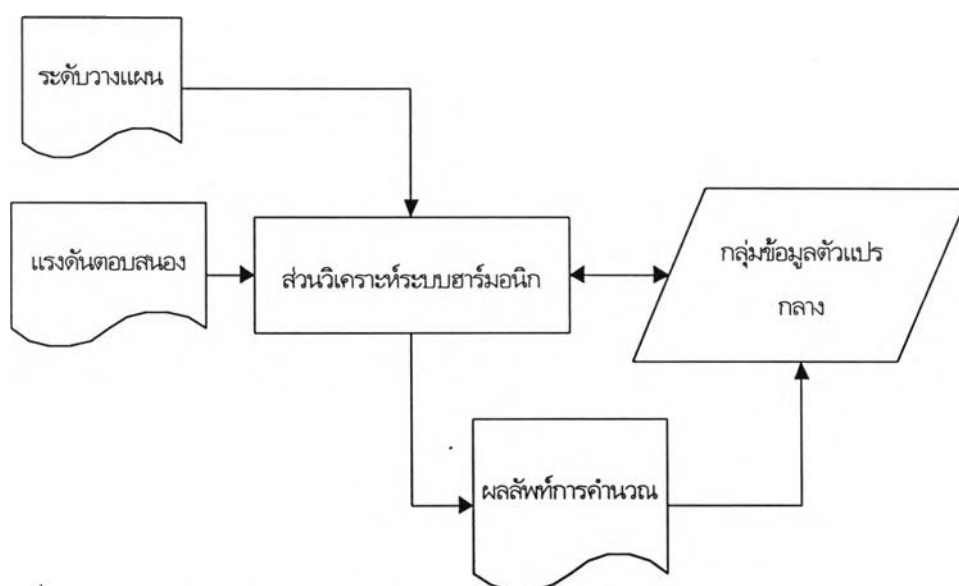 ระดับวางแผน
แรงดันตอบสนอง
ส่วนวิเคราะห์ระบบฮาร์มอนิก
กลุ่มข้อมูลตัวแปร
กลาง
ผลลัพท์การคำนวณ